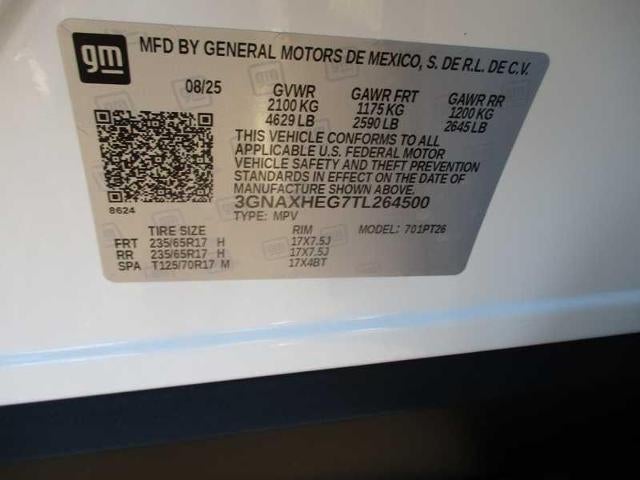 gm
MFD BY GENERAL MOTORS DE MEXICO, S. DE R.L. DE C.V.
08/25 GVWR GAWR FRT GAWR RR
2100 KG 1175 KG 1200 KG
4629 LB 2590 LB 2645 LB
THIS VEHICLE CONFORMS TO ALL
APPLICABLE U.S. FEDERAL MOTOR
VEHICLE SAFETY AND THEFT PREVENTION
STANDARDS IN EFFECT ON THE DATE OF
MANUFACTURE SHOWN ABOVE.
8624 3GNAXHEG7TL264500
TYPE: MPV MODEL: 701PT26
TIRE SIZE RIM
FRT 235/65R17 H 17X7.5J
RR 235/65R17 H 17X7.5J
SPA T125/70R17 M 17X4BT